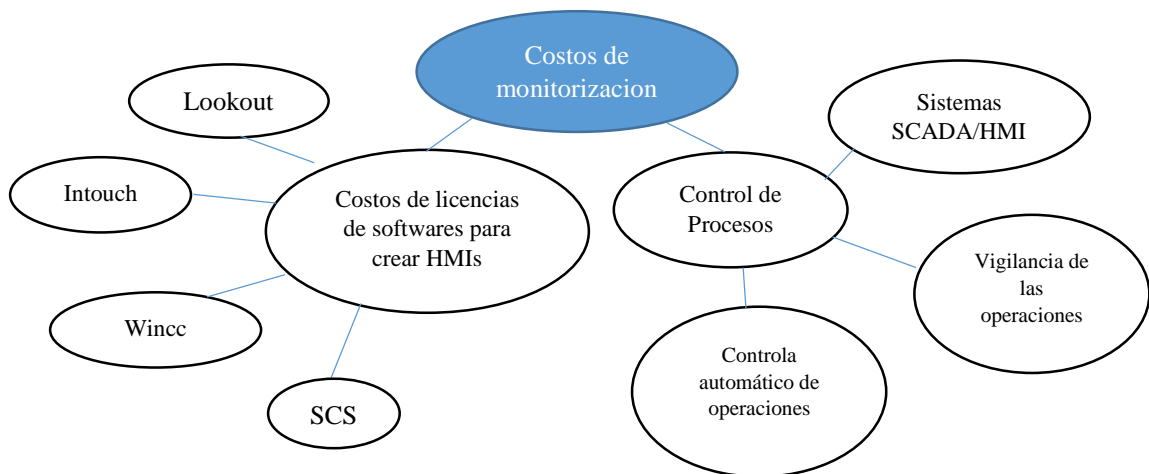 Costos de
monitorizacion
Lookout
Sistemas
SCADA/HMI
Intouch
Costos de licencias
de softwares para
crear HMIs
Control de
Procesos
Vigilancia de
las
operaciones
Wincc
Controla
automático de
operaciones
SCS